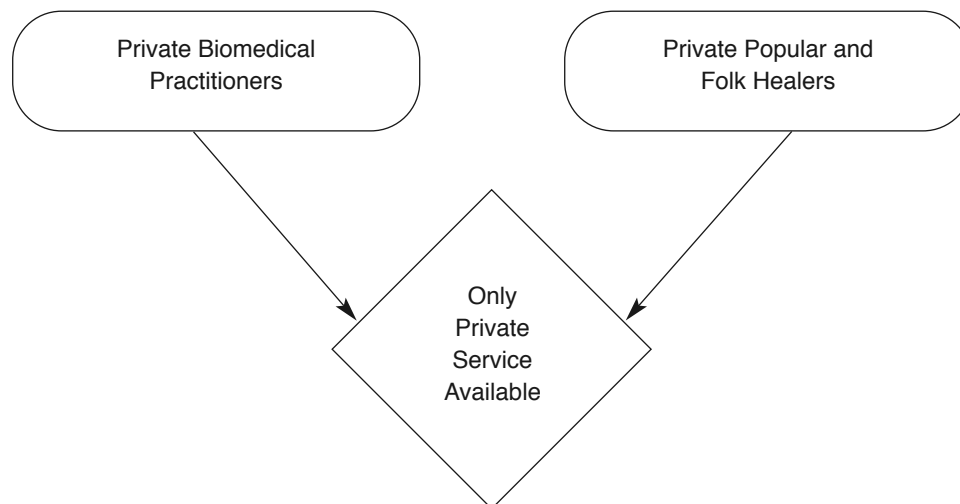 Private Biomedical
Practitioners
Private Popular and
Folk Healers
Only
Private
Service
Available